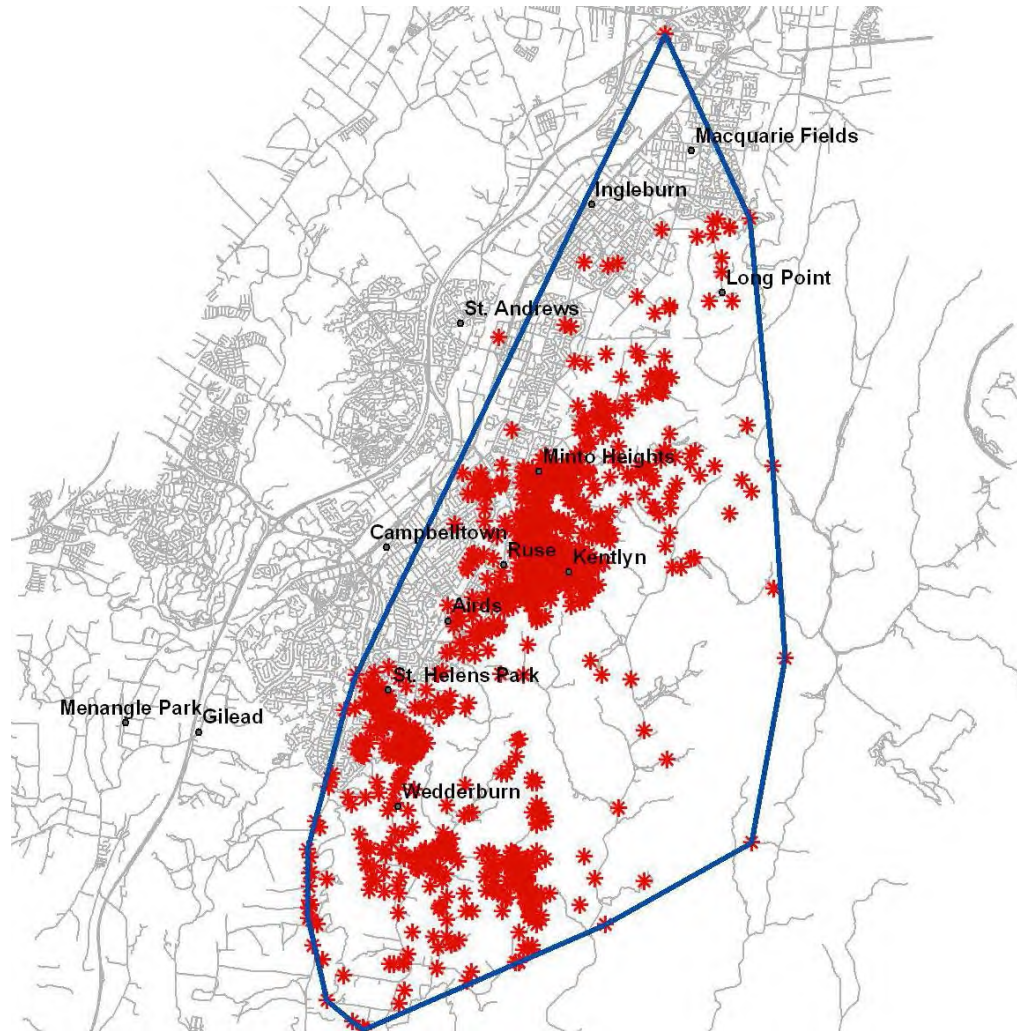 Macquarie Fields
Ingleburn
Long Point
St. Andrews
Minto Heights
Campbelltown
Ruse
Kentlyn
Airds
St. Helens Park
Menangle Park
Gilead
Wedderburn